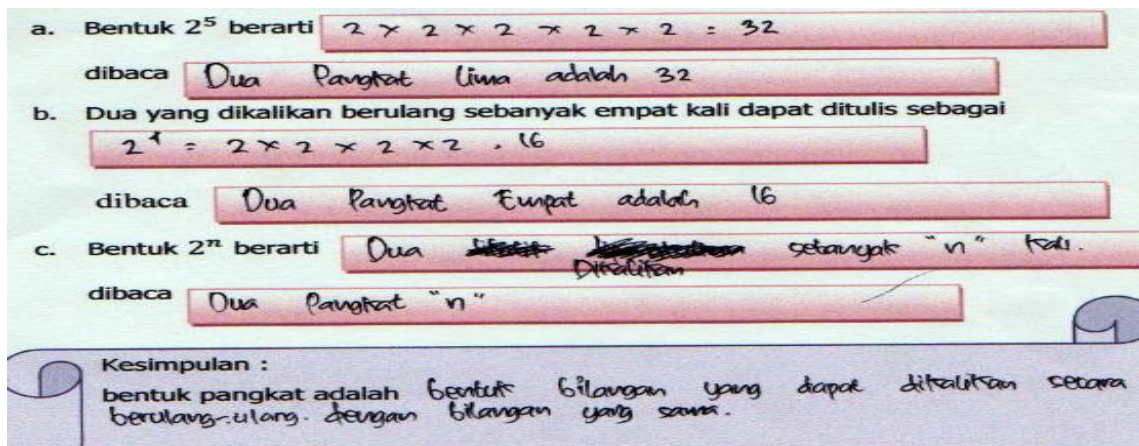 a. Bentuk 2⁵ berarti 2 × 2 × 2 × 2 × 2 = 32
dibaca Dua Pangkat lima adalah 32
b. Dua yang dikalikan berulang sebanyak empat kali dapat ditulis sebagai
2⁴ = 2 × 2 × 2 × 2 = 16
dibaca Dua Pangkat Empat adalah 16
c. Bentuk 2ⁿ berarti Dua Dikalikan sebanyak "n" kali.
dibaca Dua Pangkat "n"
Kesimpulan :
bentuk pangkat adalah bentuk bilangan yang dapat dikalikan secara
berulang-ulang. dengan bilangan yang sama.